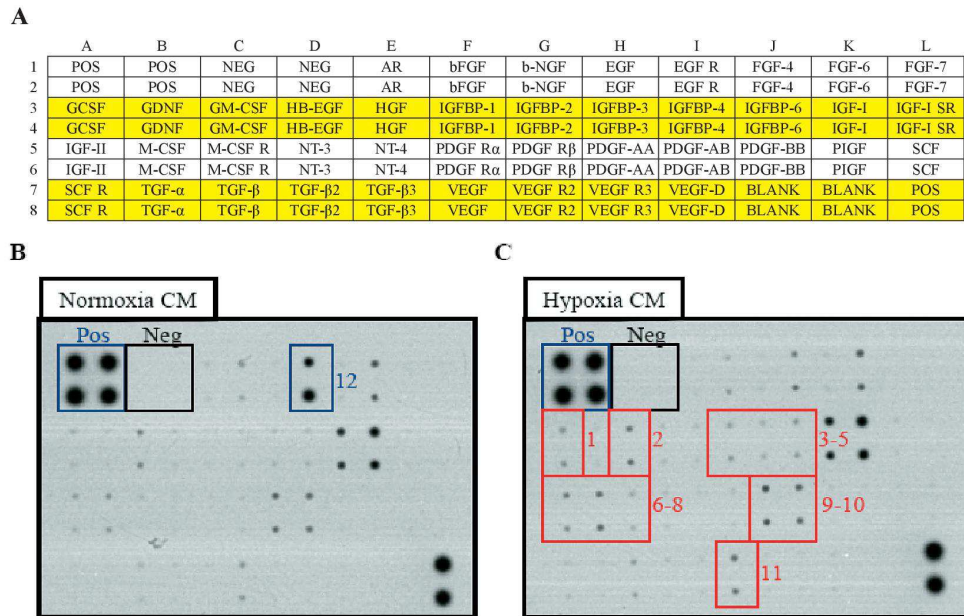 A
A B C D E F G H I J K L
1 POS POS NEG NEG AR bFGF b-NGF EGF EGF R FGF-4 FGF-6 FGF-7
2 POS POS NEG NEG AR bFGF b-NGF EGF EGF R FGF-4 FGF-6 FGF-7
3 GCSF GDNF GM-CSF HB-EGF HGF IGFBP-1 IGFBP-2 IGFBP-3 IGFBP-4 IGFBP-6 IGF-I IGF-I SR
4 GCSF GDNF GM-CSF HB-EGF HGF IGFBP-1 IGFBP-2 IGFBP-3 IGFBP-4 IGFBP-6 IGF-I IGF-I SR
5 IGF-II M-CSF M-CSF R NT-3 NT-4 PDGF Rα PDGF Rβ PDGF-AA PDGF-AB PDGF-BB PIGF SCF
6 IGF-II M-CSF M-CSF R NT-3 NT-4 PDGF Rα PDGF Rβ PDGF-AA PDGF-AB PDGF-BB PIGF SCF
7 SCF R TGF-α TGF-β TGF-β2 TGF-β3 VEGF VEGF R2 VEGF R3 VEGF-D BLANK BLANK POS
8 SCF R TGF-α TGF-β TGF-β2 TGF-β3 VEGF VEGF R2 VEGF R3 VEGF-D BLANK BLANK POS
B
Normoxia CM
Pos Neg
12
C
Hypoxia CM
Pos Neg
1 2 3-5
6-8 9-10
11